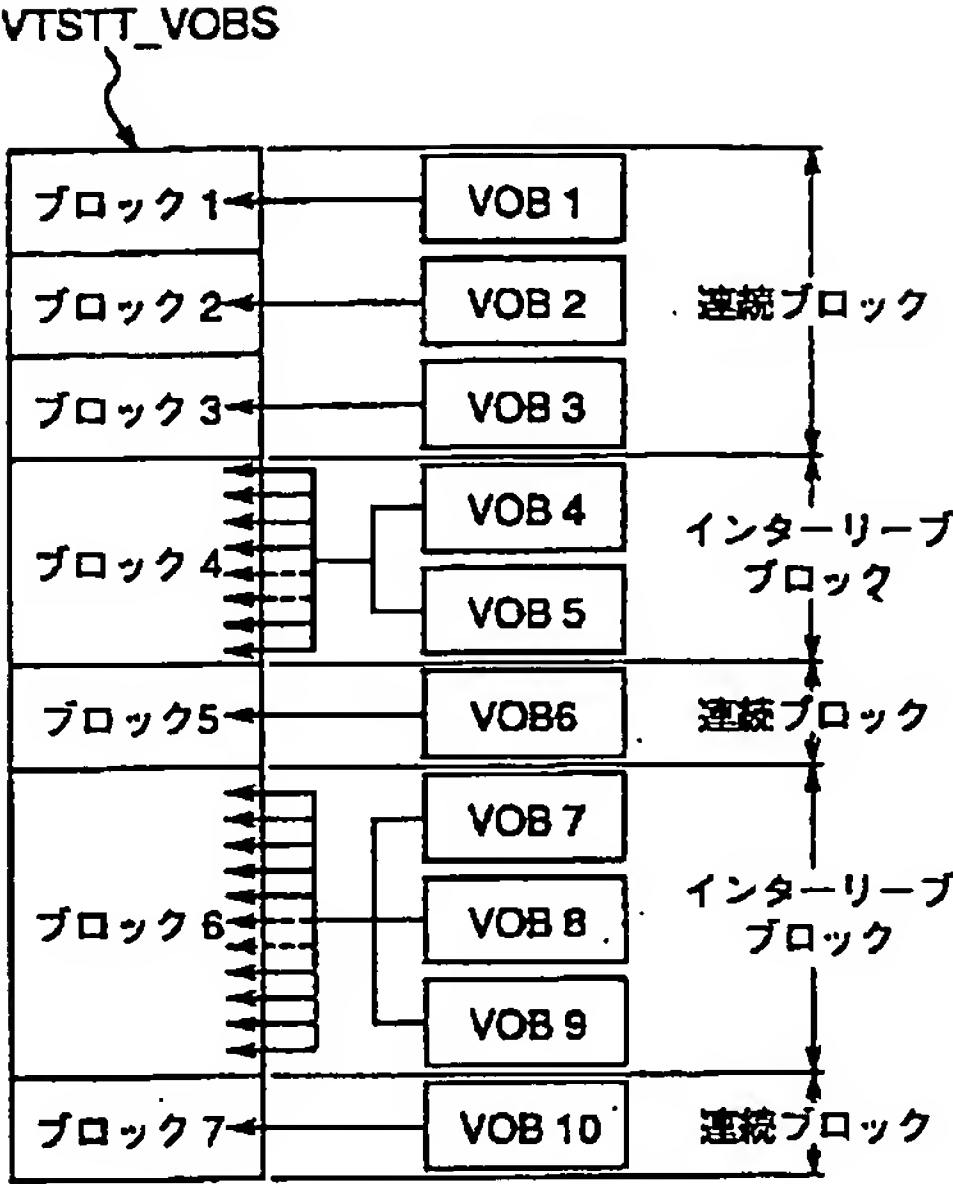 VTSTT_VOBS
ブロック1
VOB 1
ブロック2
VOB 2
連続ブロック
ブロック3
VOB 3
ブロック4
VOB 4
VOB 5
インターリーブ
ブロック
ブロック5
VOB6
連続ブロック
ブロック6
VOB 7
VOB 8
VOB 9
インターリーブ
ブロック
ブロック7
VOB 10
連続ブロック